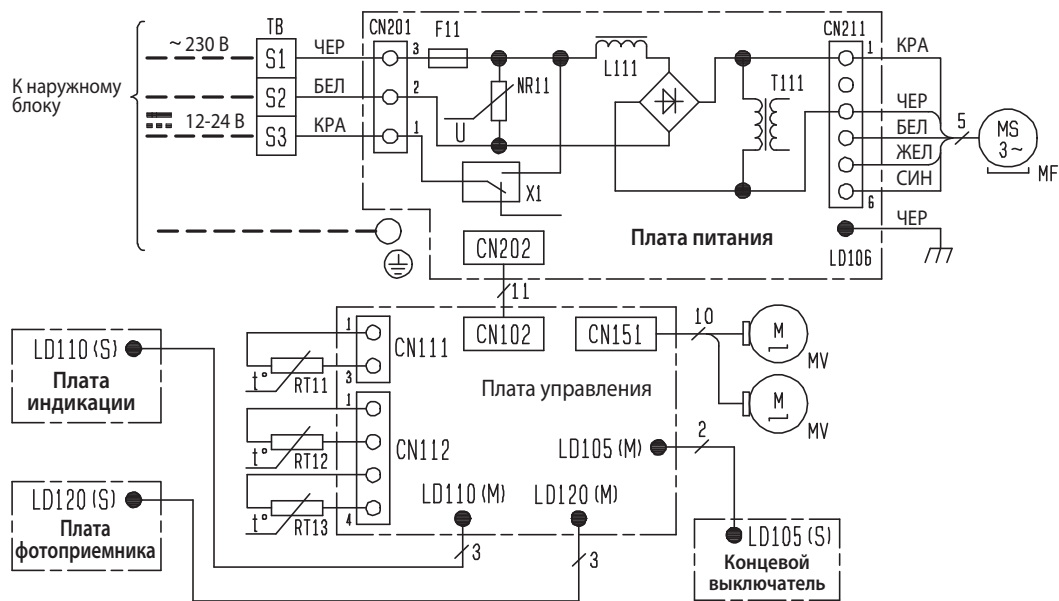 К наружному
блоку
~ 230 В
12-24 В
TB
S1
S2
S3
ЧЕР
БЕЛ
КРА
CN201
3
2
1
F11
NR11
U
X1
L111
T111
CN211
1
6
КРА
ЧЕР
БЕЛ
ЖЕЛ
СИН
ЧЕР
5
MS
3~
MF
LD106
Плата питания
CN202
11
CN102
CN151
10
M
MV
M
MV
Плата управления
CN111
1
3
t°
RT11
CN112
1
4
t°
RT12
t°
RT13
LD110 (S)
Плата
индикации
LD120 (S)
Плата
фотоприемника
LD110 (M)
3
LD120 (M)
3
LD105 (M)
2
LD105 (S)
Концевой
выключатель